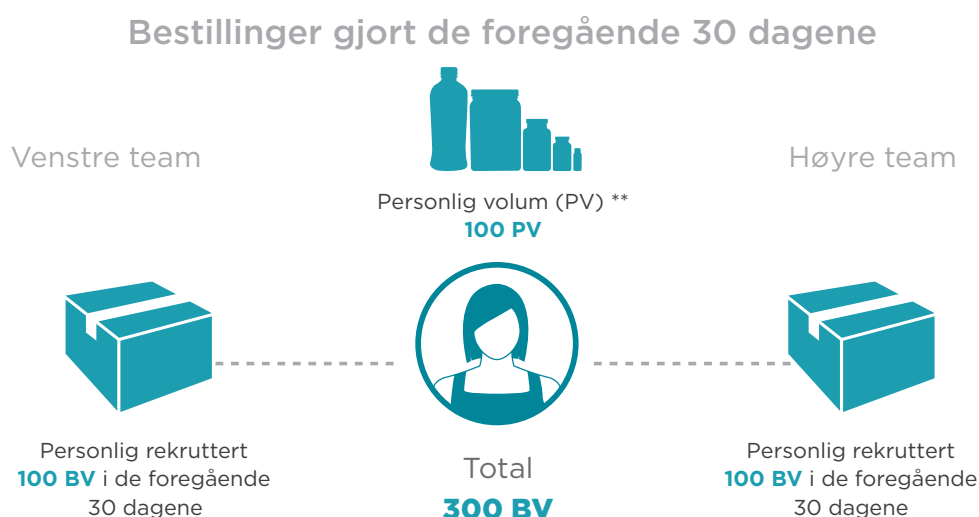 Bestillinger gjort de foregående 30 dagene
Venstre team
Høyre team
Personlig volum (PV) **
100 PV
Personlig rekruttert
100 BV i de foregående
30 dagene
Total
300 BV
Personlig rekruttert
100 BV i de foregående
30 dagene